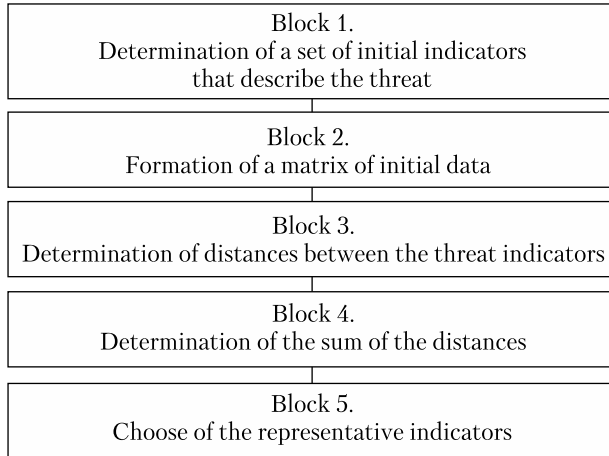 Block 1.
Determination of a set of initial indicators
that describe the threat
Block 2.
Formation of a matrix of initial data
Block 3.
Determination of distances between the threat indicators
Block 4.
Determination of the sum of the distances
Block 5.
Choose of the representative indicators